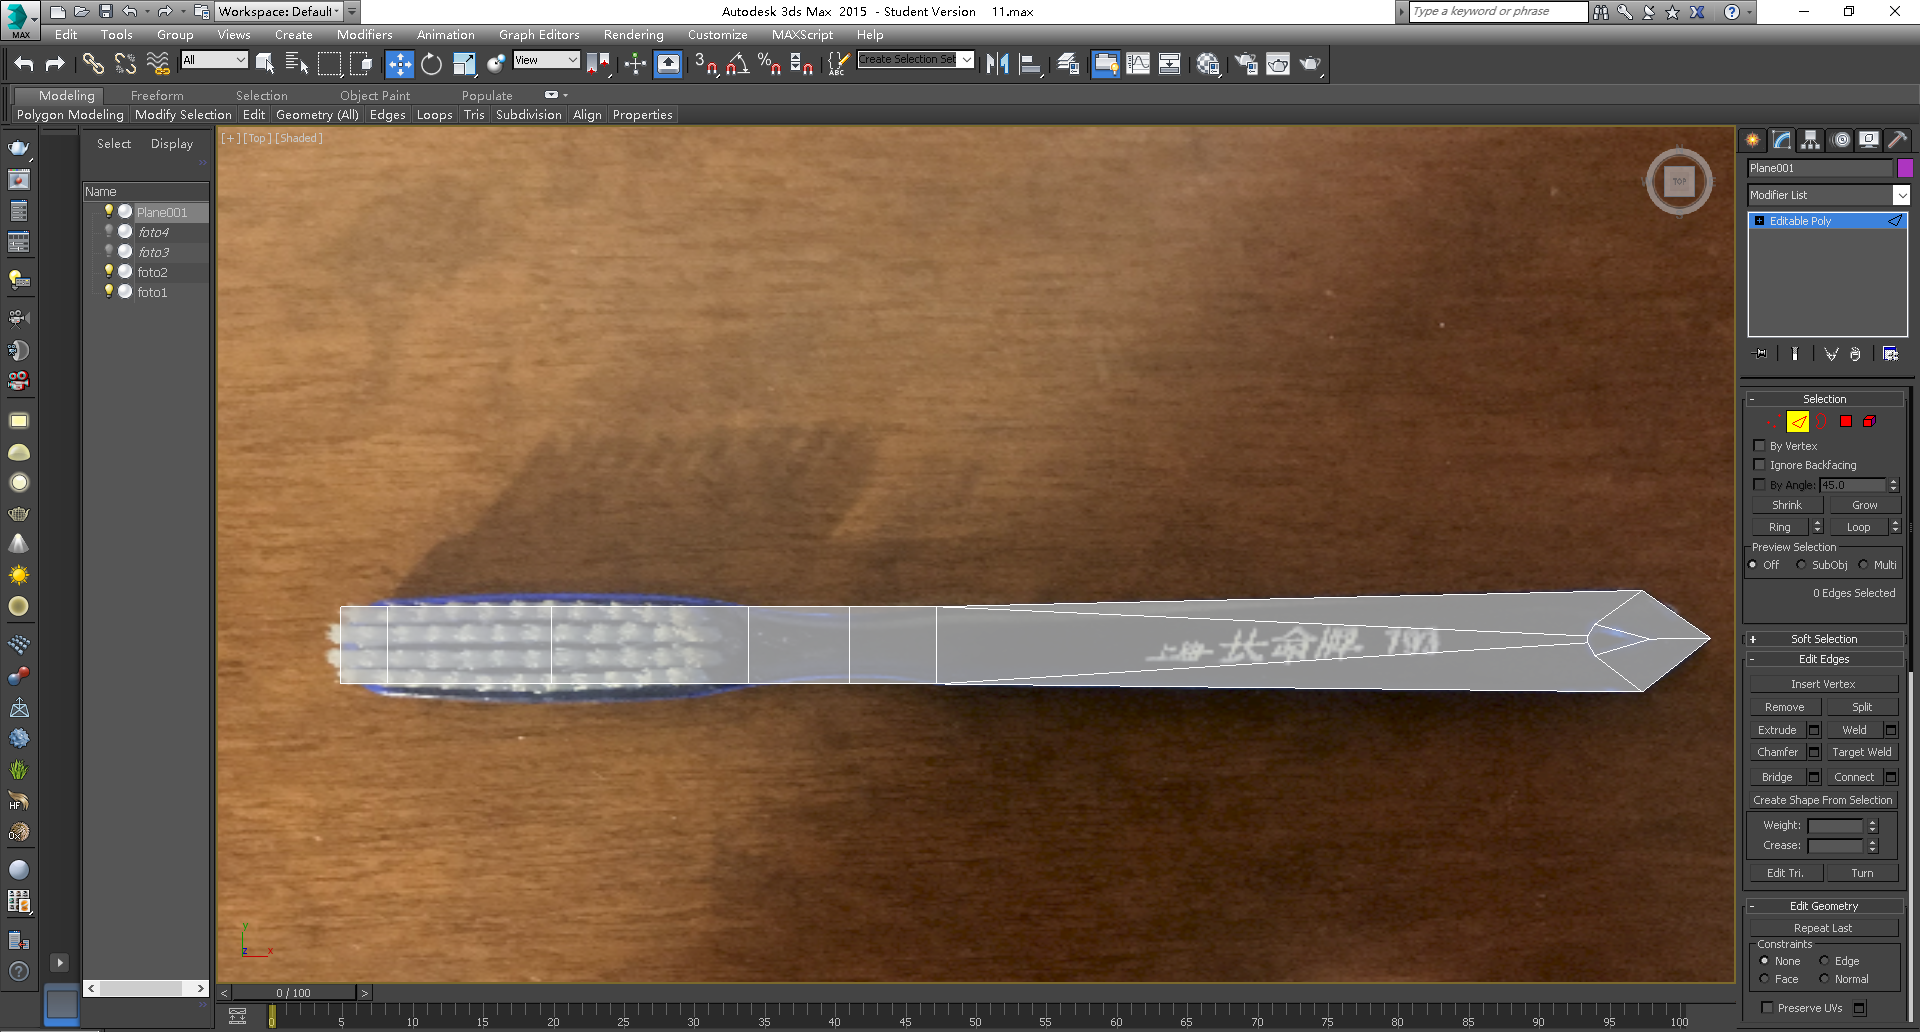 Workspace: Default
Autodesk 3ds Max 2015 - Student Version 11.max
Type a keyword or phrase
MAX
Edit Tools Group Views Create Modifiers Animation Graph Editors Rendering Customize MAXScript Help
All
View
3
ABC
Create Selection Set
Modeling Freeform Selection Object Paint Populate
Polygon Modeling Modify Selection Edit Geometry (All) Edges Loops Tris Subdivision Align Properties
Select Display
Name
Plane001
foto4
foto3
foto2
foto1
[+][Top][Shaded]
TOP
上海 长命牌 793
y
z x
Plane001
Modifier List
Editable Poly
- Selection
By Vertex
Ignore Backfacing
By Angle: 45.0
Shrink Grow
Ring Loop
Preview Selection
Off SubObj Multi
0 Edges Selected
+ Soft Selection
- Edit Edges
Insert Vertex
Remove Split
Extrude Weld
Chamfer Target Weld
Bridge Connect
Create Shape From Selection
Weight:
Crease:
Edit Tri. Turn
- Edit Geometry
Repeat Last
Constraints
None Edge
Face Normal
Preserve UVs
HF
Ox
< 0 / 100 >
0 5 10 15 20 25 30 35 40 45 50 55 60 65 70 75 80 85 90 95 100